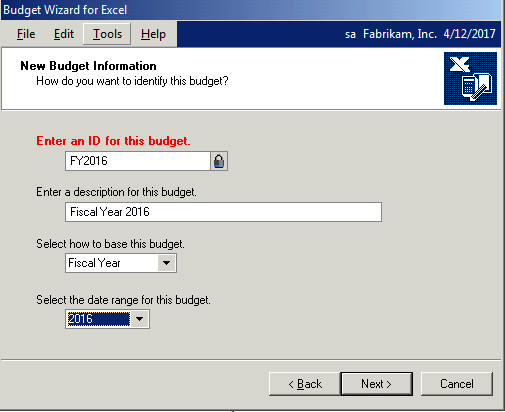 Budget Wizard for Excel
File Edit Tools Help sa Fabrikam, Inc. 4/12/2017
New Budget Information
How do you want to identify this budget?
Enter an ID for this budget.
FY2016
Enter a description for this budget.
Fiscal Year 2016
Select how to base this budget.
Fiscal Year
Select the date range for this budget.
2016
< Back Next > Cancel